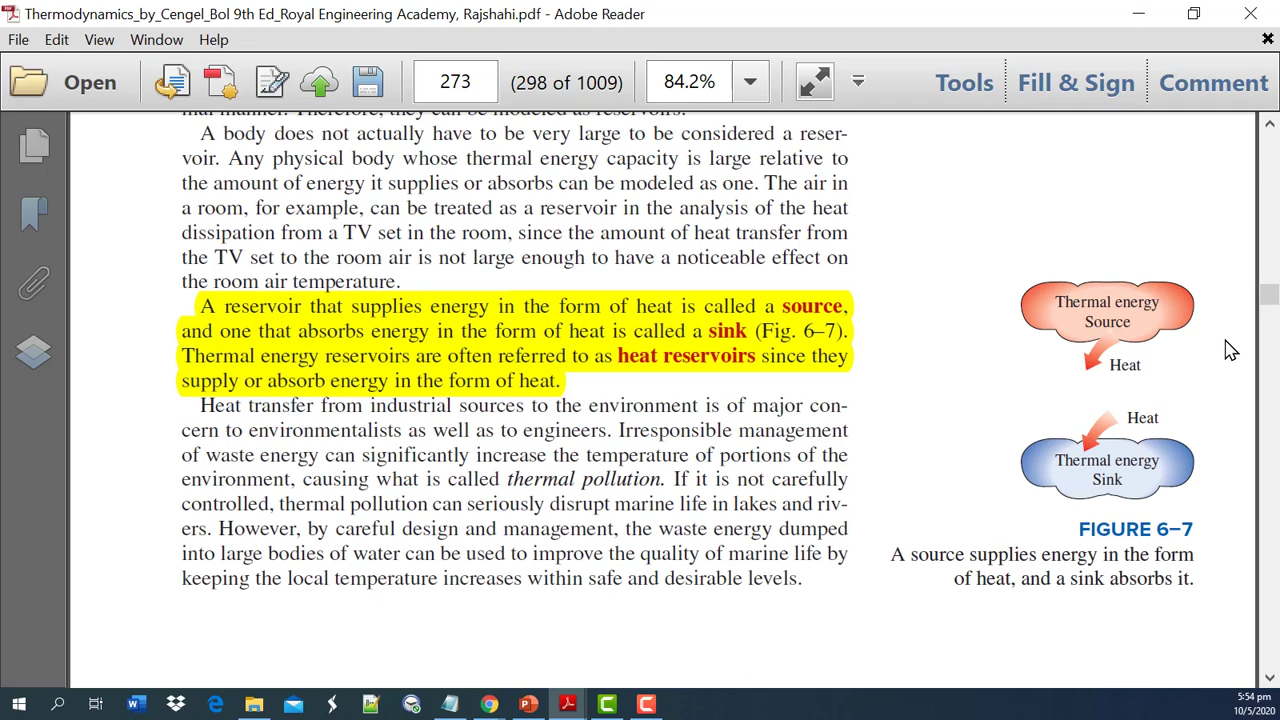 Thermodynamics_by_Cengel_Bol 9th Ed_Royal Engineering Academy, Rajshahi.pdf - Adobe Reader
File Edit View Window Help
Open 273 (298 of 1009) 84.2% Tools Fill & Sign Comment
mal manner. Therefore, they can be modeled as reservoirs.
A body does not actually have to be very large to be considered a reser-
voir. Any physical body whose thermal energy capacity is large relative to
the amount of energy it supplies or absorbs can be modeled as one. The air in
a room, for example, can be treated as a reservoir in the analysis of the heat
dissipation from a TV set in the room, since the amount of heat transfer from
the TV set to the room air is not large enough to have a noticeable effect on
the room air temperature.
A reservoir that supplies energy in the form of heat is called a source,
and one that absorbs energy in the form of heat is called a sink (Fig. 6–7).
Thermal energy reservoirs are often referred to as heat reservoirs since they
supply or absorb energy in the form of heat.
Heat transfer from industrial sources to the environment is of major con-
cern to environmentalists as well as to engineers. Irresponsible management
of waste energy can significantly increase the temperature of portions of the
environment, causing what is called thermal pollution. If it is not carefully
controlled, thermal pollution can seriously disrupt marine life in lakes and riv-
ers. However, by careful design and management, the waste energy dumped
into large bodies of water can be used to improve the quality of marine life by
keeping the local temperature increases within safe and desirable levels.
Thermal energy
Source
Heat
Heat
Thermal energy
Sink
FIGURE 6–7
A source supplies energy in the form
of heat, and a sink absorbs it.
5:54 pm
10/5/2020